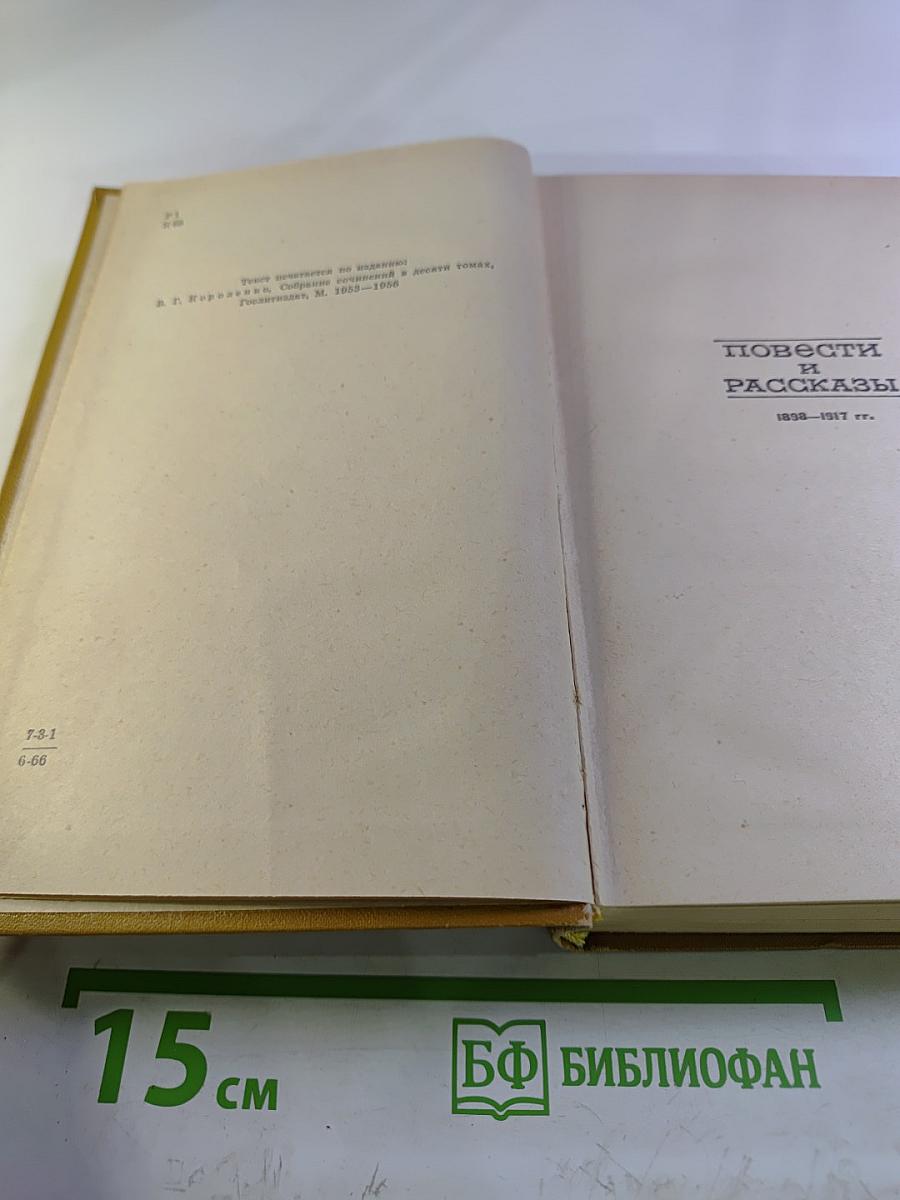 Р1
К68
Текст печатается по изданию:
В. Г. Короленко, Собрание сочинений в десяти томах,
Гослитиздат, М. 1953—1956
7-3-1
6-66
ПОВЕСТИ
И
РАССКАЗЫ
1898—1917 гг.
15 см
БФ БИБЛИОФАН